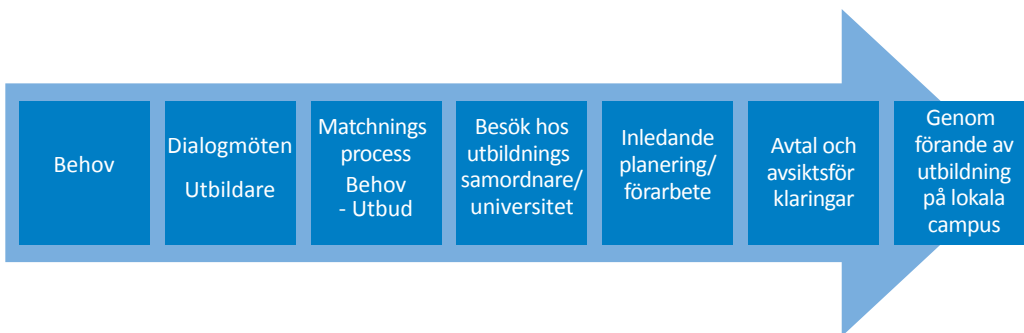 Behov
Dialogmöten
Utbildare
Matchnings
process
Behov
- Utbud
Besök hos
utbildnings
samordnare/
universitet
Inledande
planering/
förarbete
Avtal och
avsiktsför
klaringar
Genom
förande av
utbildning
på lokala
campus